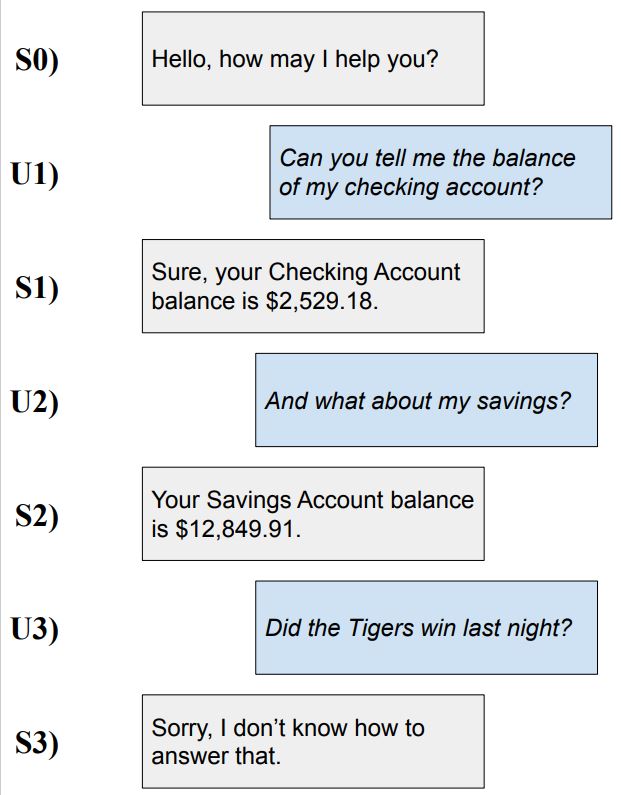 S0)
Hello, how may I help you?
U1)
Can you tell me the balance
of my checking account?
S1)
Sure, your Checking Account
balance is $2,529.18.
U2)
And what about my savings?
S2)
Your Savings Account balance
is $12,849.91.
U3)
Did the Tigers win last night?
S3)
Sorry, I don’t know how to
answer that.